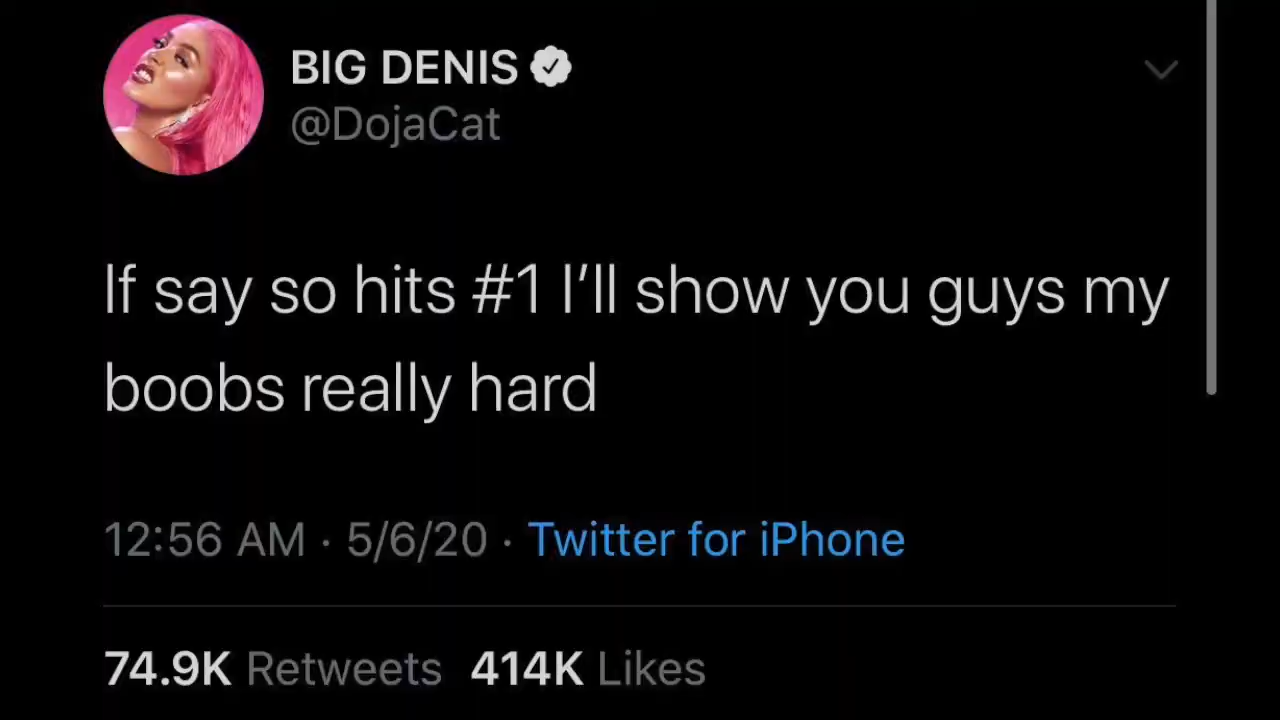 BIG DENIS
@DojaCat
If say so hits #1 I’ll show you guys my
boobs really hard
12:56 AM · 5/6/20 · Twitter for iPhone
74.9K Retweets 414K Likes